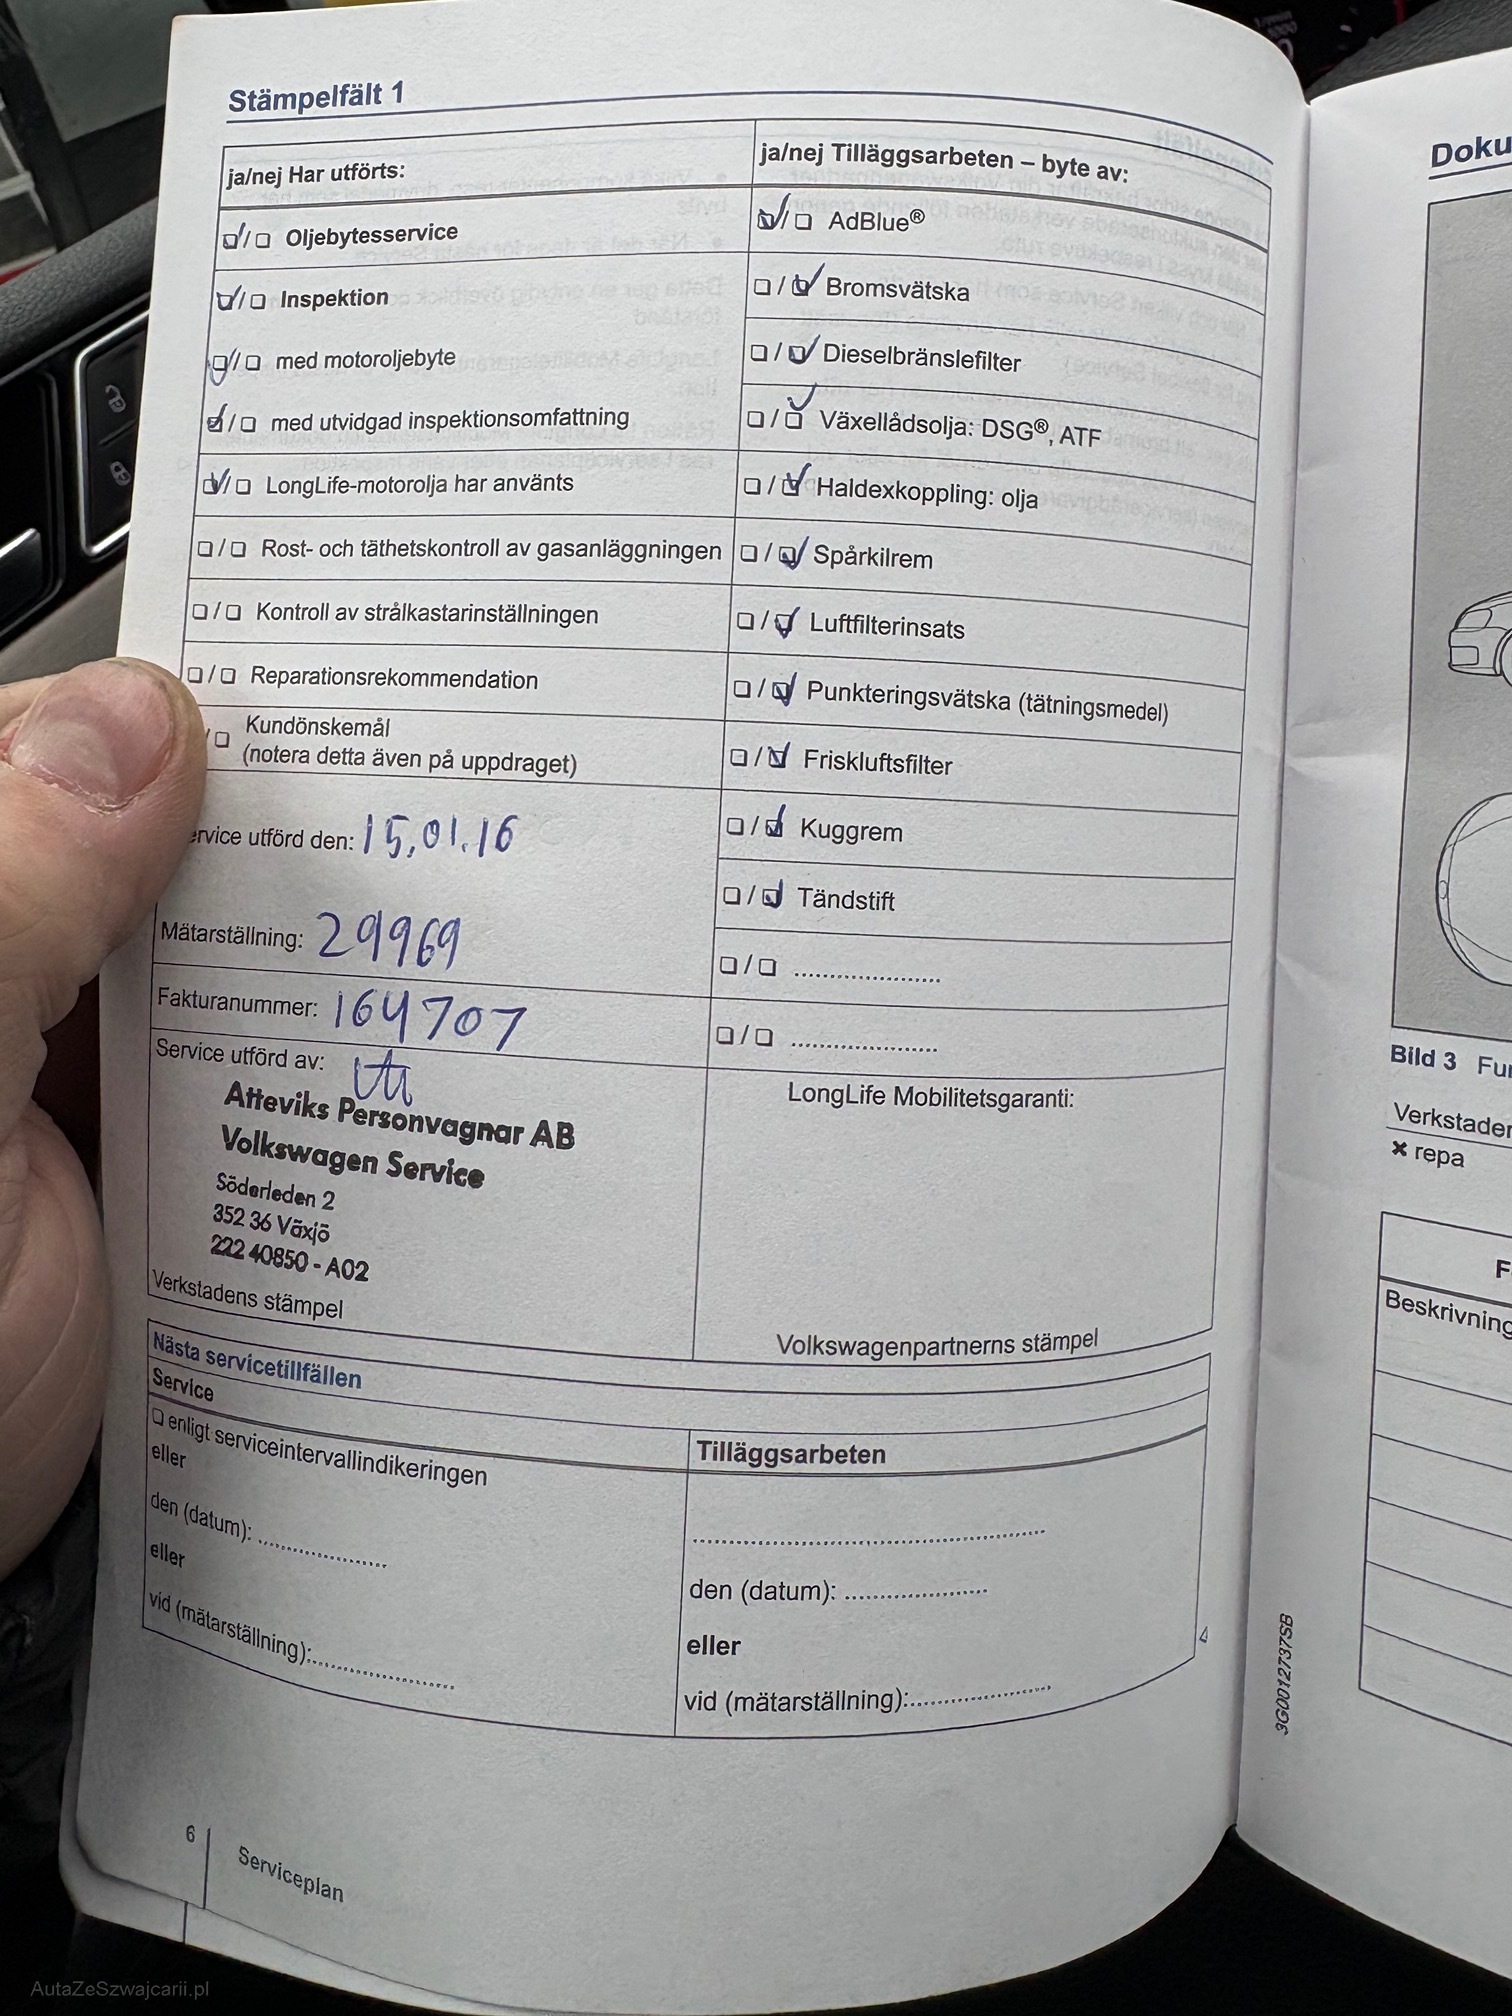 Stämpelfält 1
ja/nej Har utförts:
☑/☐ Oljebytesservice
☑/☐ Inspektion
☑/☐ med motoroljebyte
☑/☐ med utvidgad inspektionsomfattning
☑/☐ LongLife-motorolja har använts
☐/☐ Rost- och täthetskontroll av gasanläggningen
☐/☐ Kontroll av strålkastarinställningen
☐/☐ Reparationsrekommendation
/☐ Kundönskemål
(notera detta även på uppdraget)
ervice utförd den: 15.01.16
Mätarställning: 29969
Fakturanummer: 164707
Service utförd av:
Atteviks Personvagnar AB
Volkswagen Service
Söderleden 2
352 36 Växjö
222 40850 - A02
Verkstadens stämpel
ja/nej Tilläggsarbeten – byte av:
☑/☐ AdBlue®
☐/☑ Bromsvätska
☐/☑ Dieselbränslefilter
☐/☑ Växellådsolja: DSG®, ATF
☐/☑ Haldexkoppling: olja
☐/☑ Spårkilrem
☐/☑ Luftfilterinsats
☐/☑ Punkteringsvätska (tätningsmedel)
☐/☑ Friskluftsfilter
☐/☑ Kuggrem
☐/☑ Tändstift
☐/☐ .....................
☐/☐ .....................
LongLife Mobilitetsgaranti:
Volkswagenpartnerns stämpel
Nästa servicetillfällen
Service
☐ enligt serviceintervallindikeringen
eller
den (datum): ...................
eller
vid (mätarställning):.....................
Tilläggsarbeten
..................................................
den (datum): .....................
eller
vid (mätarställning):.....................
6
Serviceplan
3G0012737SB
Doku
Bild 3 Fu
Verkstader
× repa
F
Beskrivning
AutaZeSzwajcarii.pl